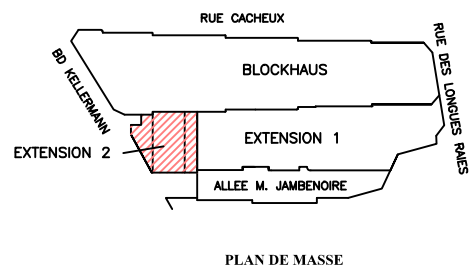 RUE CACHEUX
RUE DES LONGUES RAIES
BD KELLERMANN
BLOCKHAUS
EXTENSION 1
EXTENSION 2
ALLEE M. JAMBENOIRE
PLAN DE MASSE